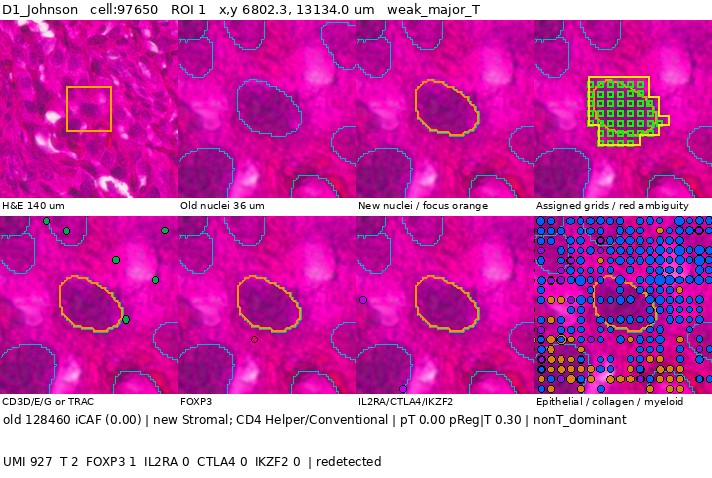 D1_Johnson cell:97650 ROI 1 x,y 6802.3, 13134.0 um weak_major_T
H&E 140 um
Old nuclei 36 um
New nuclei / focus orange
Assigned grids / red ambiguity
CD3D/E/G or TRAC
FOXP3
IL2RA/CTLA4/IKZF2
Epithelial / collagen / myeloid
old 128460 iCAF (0.00) | new Stromal; CD4 Helper/Conventional | pT 0.00 pReg|T 0.30 | nonT_dominant
UMI 927 T 2 FOXP3 1 IL2RA 0 CTLA4 0 IKZF2 0 | redetected